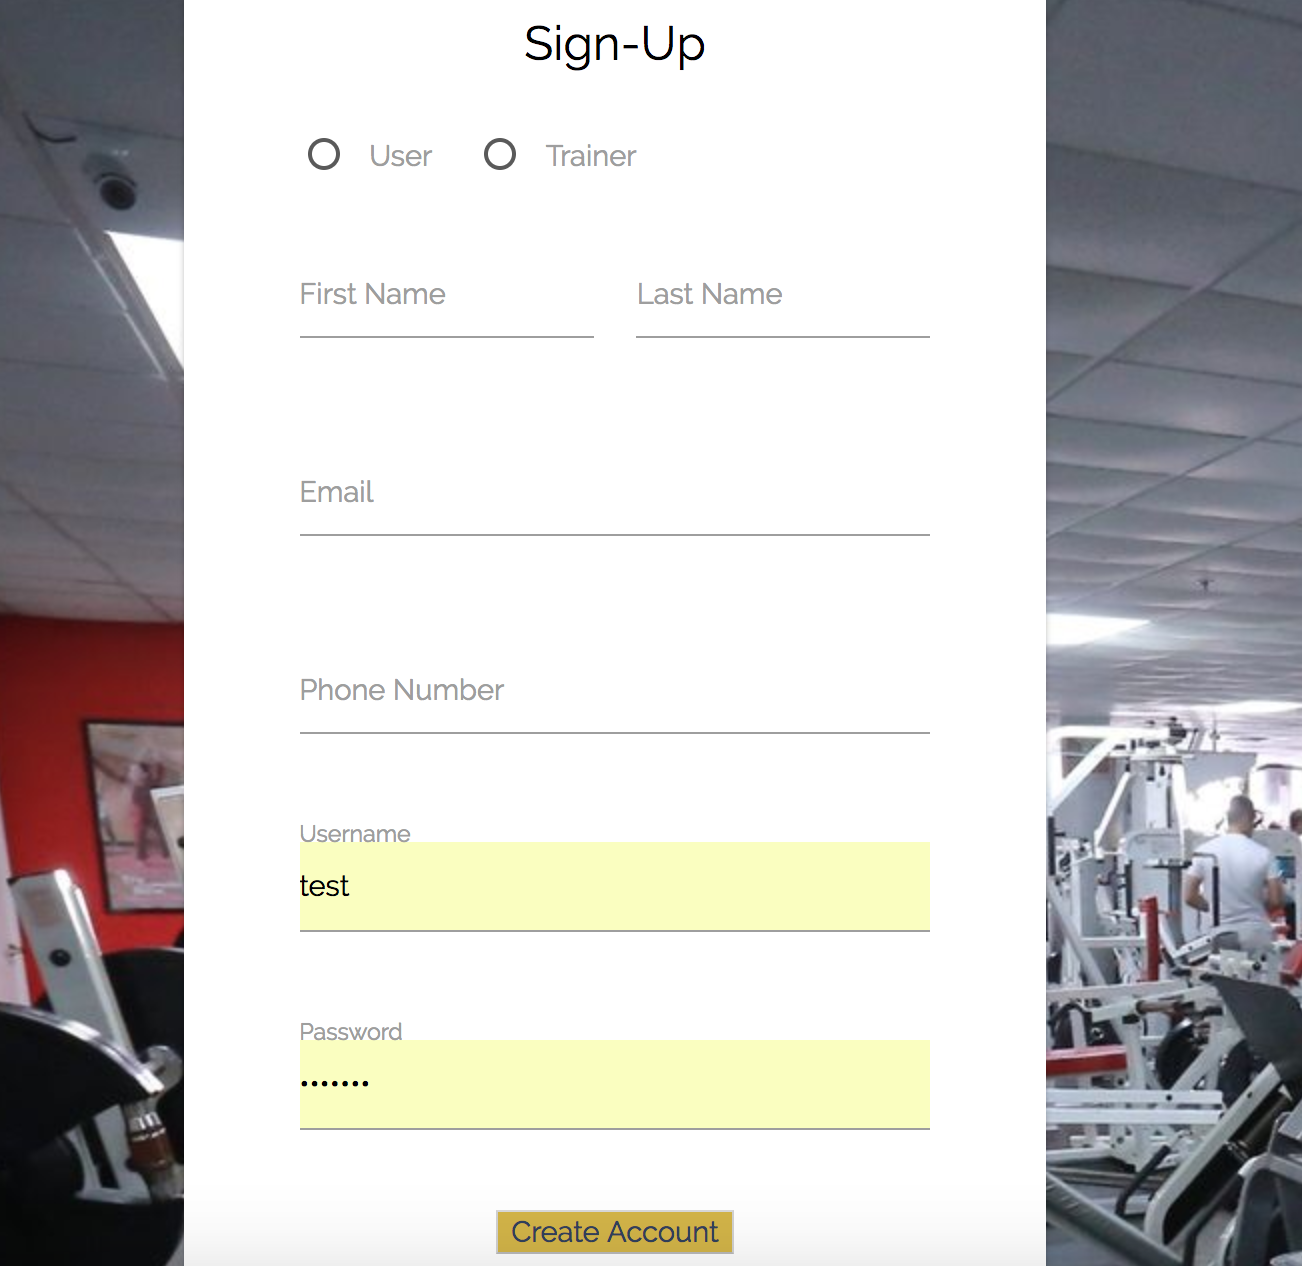 Sign-Up
User Trainer
First Name Last Name
Email
Phone Number
Username
test
Password
•••••••
Create Account